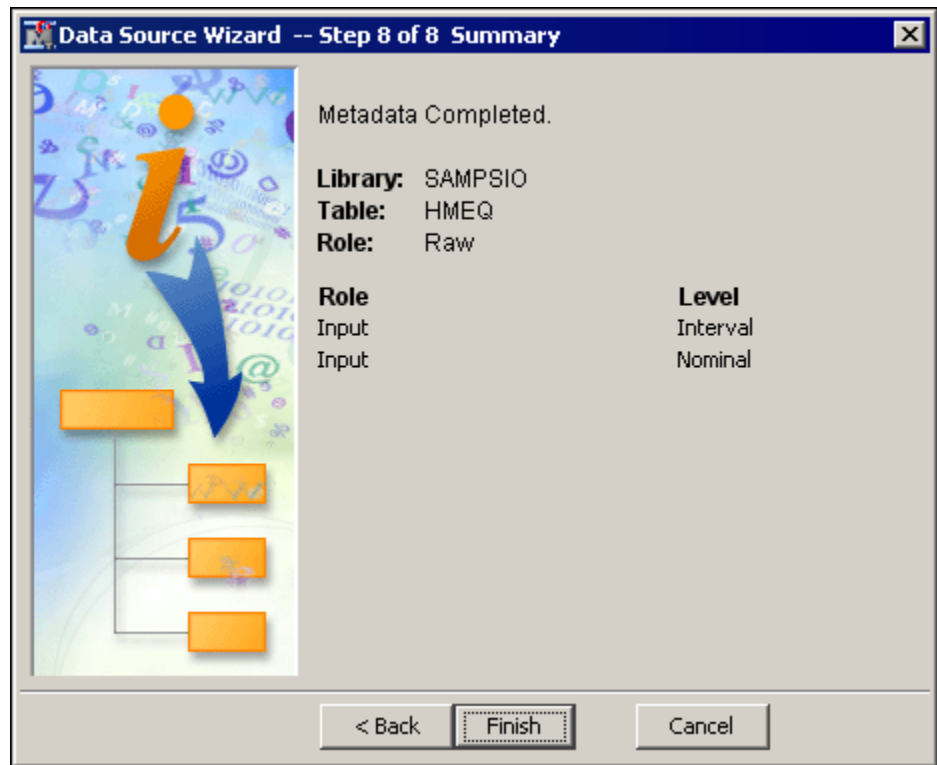 Data Source Wizard -- Step 8 of 8 Summary
Metadata Completed.
Library: SAMPSIO
Table: HMEQ
Role: Raw
Role Level
Input Interval
Input Nominal
< Back Finish Cancel